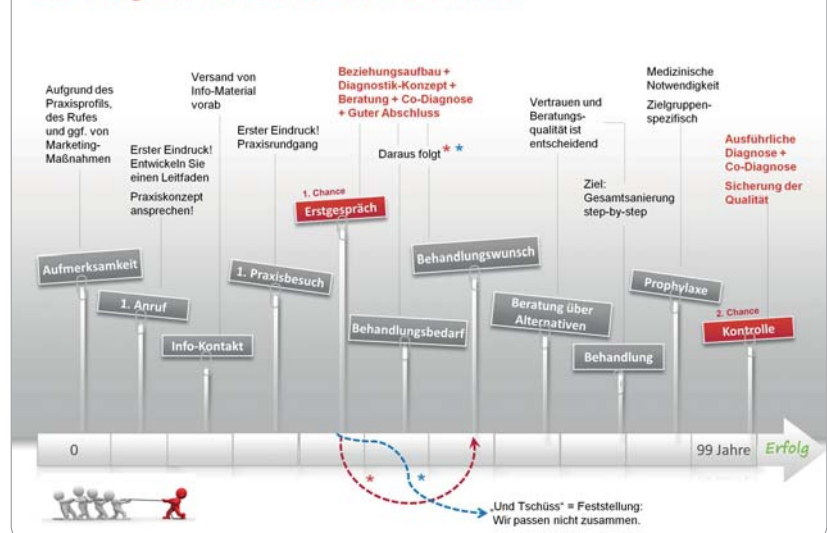 Aufgrund des
Praxisprofils,
des Rufes
und ggf. von
Marketing-
Maßnahmen
Aufmerksamkeit
Erster Eindruck!
Entwickeln Sie
einen Leitfaden
Praxiskonzept
ansprechen!
1. Anruf
Versand von
Info-Material
vorab
Info-Kontakt
Erster Eindruck!
Praxisrundgang
1. Praxisbesuch
Beziehungsaufbau +
Diagnostik-Konzept +
Beratung + Co-Diagnose
+ Guter Abschluss
Daraus folgt * *
1. Chance
Erstgespräch
Behandlungsbedarf
Behandlungswunsch
Vertrauen und
Beratungs-
qualität ist
entscheidend
Beratung über
Alternativen
Ziel:
Gesamtsanierung
step-by-step
Behandlung
Medizinische
Notwendigkeit
Zielgruppen-
spezifisch
Prophylaxe
Ausführliche
Diagnose +
Co-Diagnose
Sicherung der
Qualität
2. Chance
Kontrolle
0
99 Jahre
Erfolg
* *
„Und Tschüss“ = Feststellung:
Wir passen nicht zusammen.